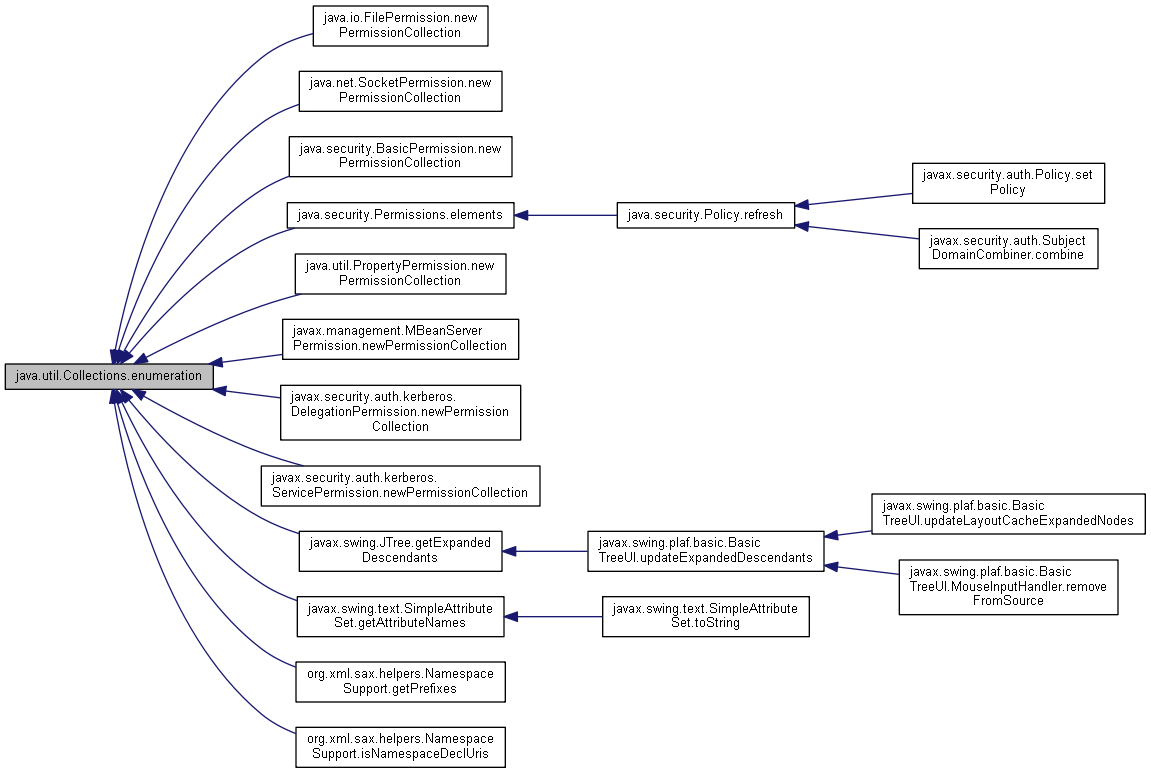 java.io.FilePermission.new
PermissionCollection
java.net.SocketPermission.new
PermissionCollection
java.security.BasicPermission.new
PermissionCollection
java.security.Permissions.elements
java.security.Policy.refresh
javax.security.auth.Policy.set
Policy
javax.security.auth.Subject
DomainCombiner.combine
java.util.PropertyPermission.new
PermissionCollection
javax.management.MBeanServer
Permission.newPermissionCollection
java.util.Collections.enumeration
javax.security.auth.kerberos.
DelegationPermission.newPermission
Collection
javax.security.auth.kerberos.
ServicePermission.newPermissionCollection
javax.swing.JTree.getExpanded
Descendants
javax.swing.plaf.basic.Basic
TreeUI.updateExpandedDescendants
javax.swing.plaf.basic.Basic
TreeUI.updateLayoutCacheExpandedNodes
javax.swing.plaf.basic.Basic
TreeUI.MouseInputHandler.remove
FromSource
javax.swing.text.SimpleAttribute
Set.getAttributeNames
javax.swing.text.SimpleAttribute
Set.toString
org.xml.sax.helpers.Namespace
Support.getPrefixes
org.xml.sax.helpers.Namespace
Support.isNamespaceDeclUris